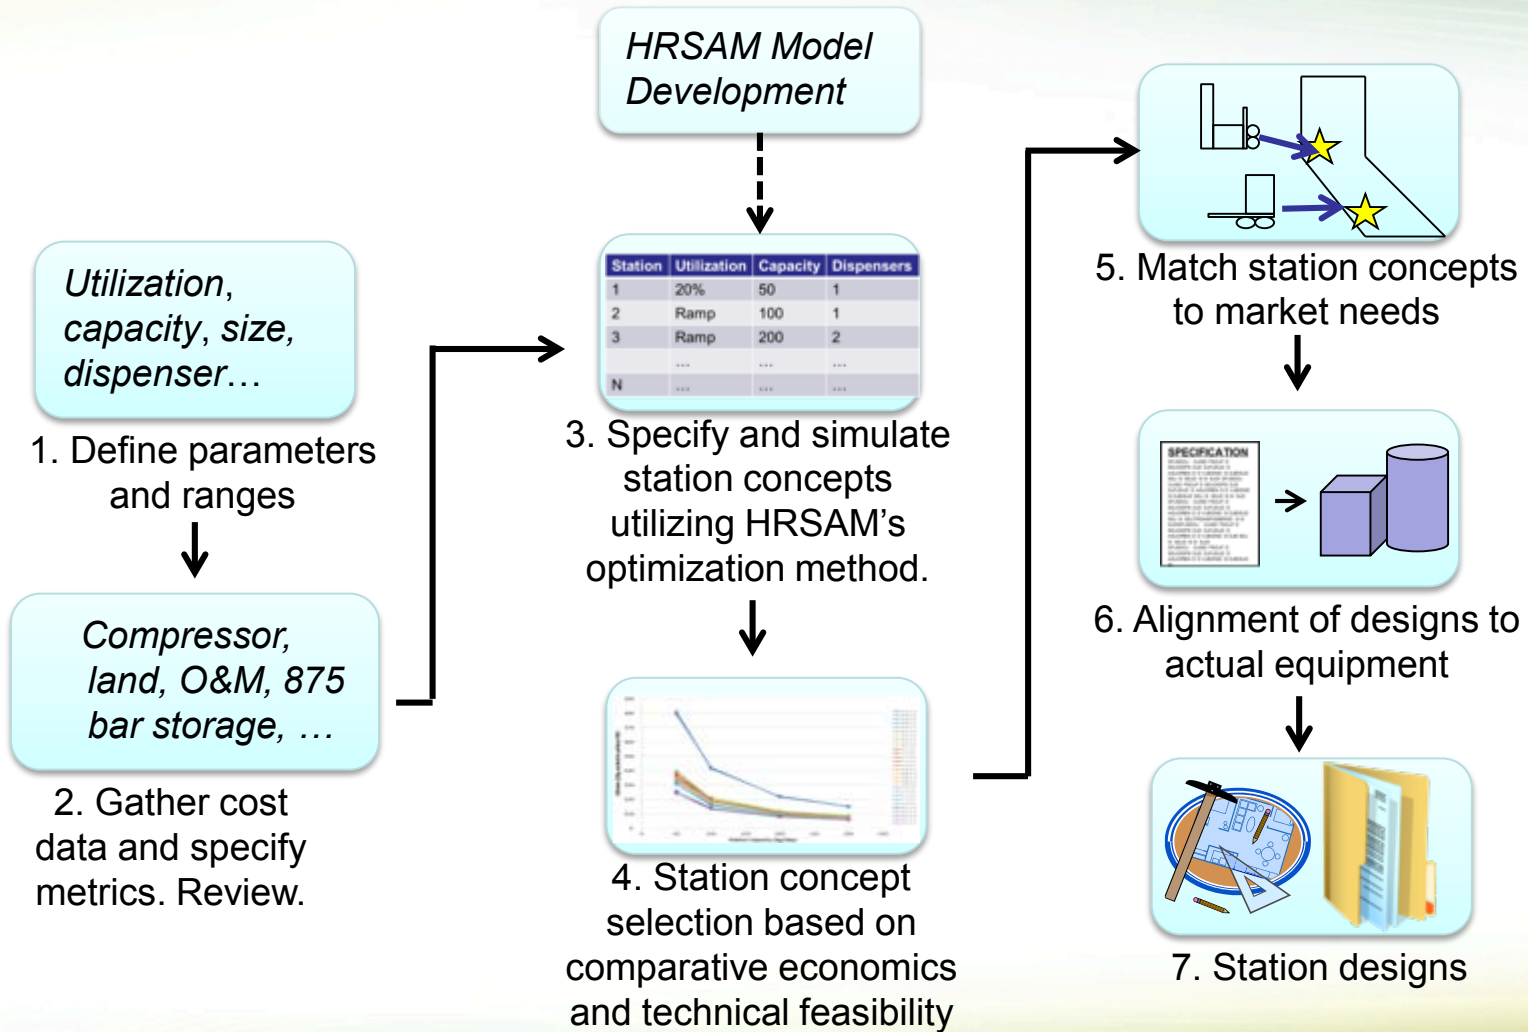 HRSAM Model
Development
Utilization,
capacity, size,
dispenser…
1. Define parameters
and ranges
Compressor,
land, O&M, 875
bar storage, …
2. Gather cost
data and specify
metrics. Review.
Station Utilization Capacity Dispensers
1 20% 50 1
2 Ramp 100 1
3 Ramp 200 2
... ... ...
N ... ... ...
3. Specify and simulate
station concepts
utilizing HRSAM’s
optimization method.
4. Station concept
selection based on
comparative economics
and technical feasibility
5. Match station concepts
to market needs
SPECIFICATION
6. Alignment of designs to
actual equipment
7. Station designs